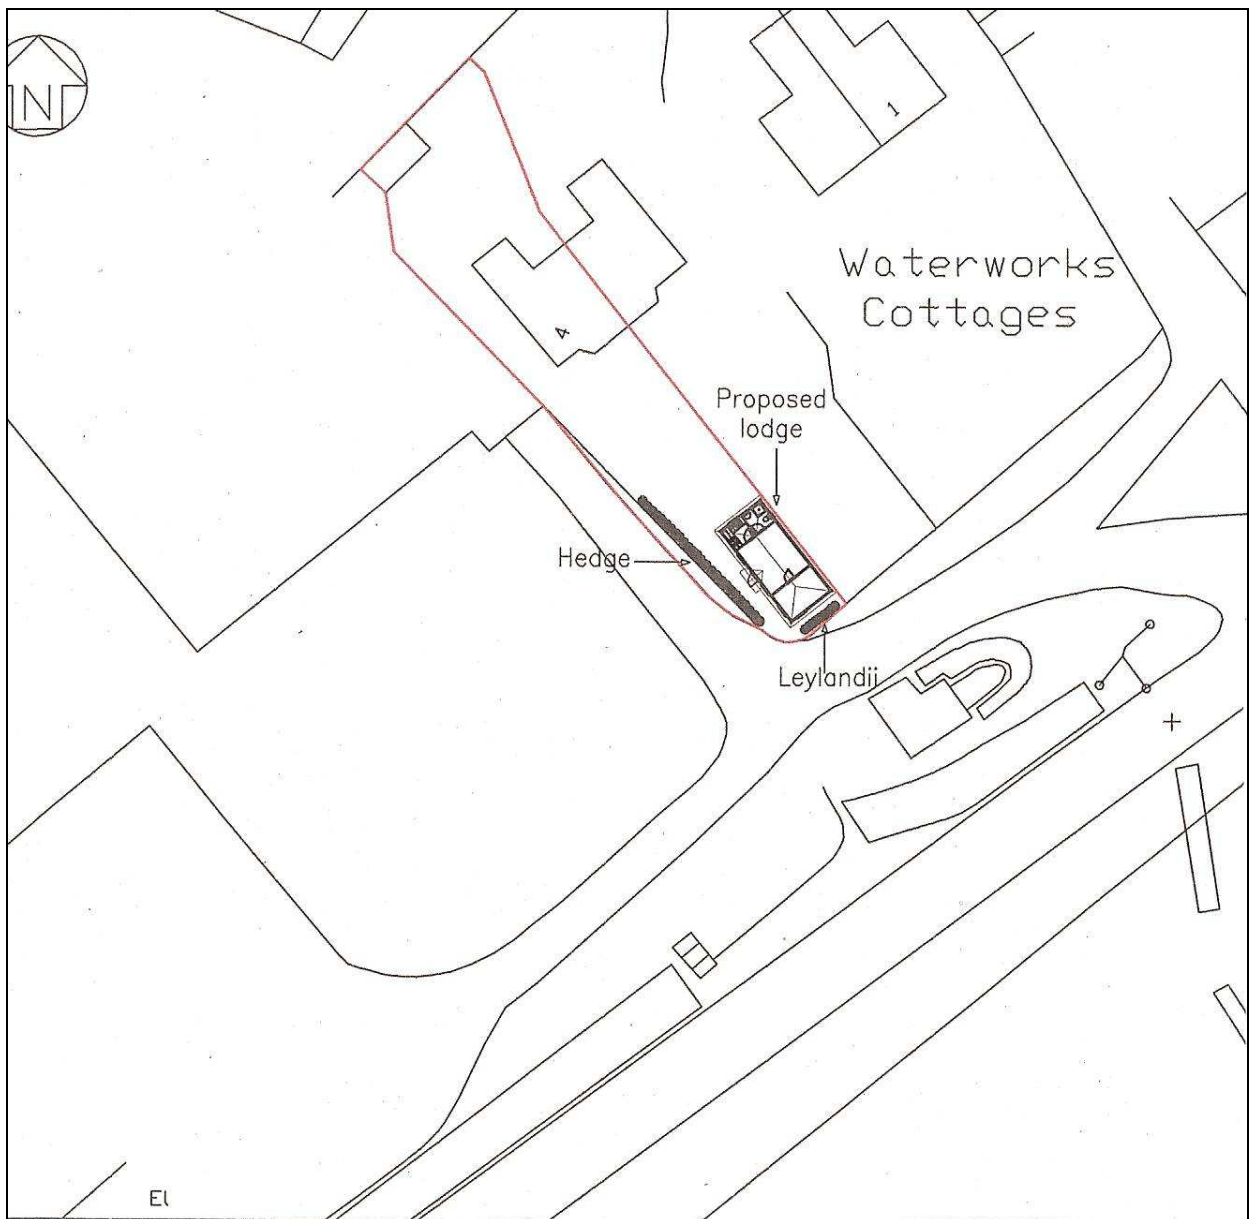 N
1
Waterworks
Cottages
4
Proposed
lodge
Hedge
Leylandii
El